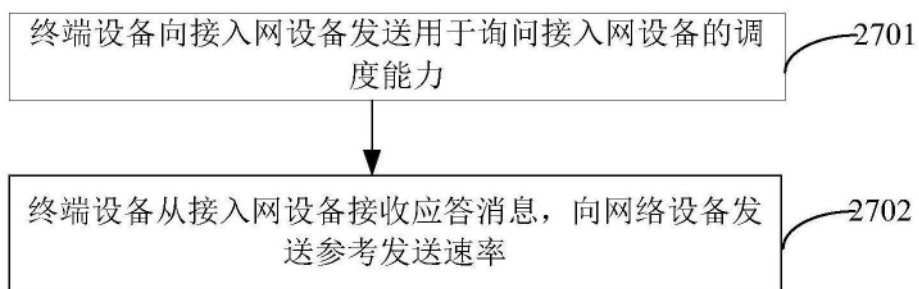 终端设备向接入网设备发送用于询问接入网设备的调
度能力
2701
终端设备从接入网设备接收应答消息，向网络设备发
送参考发送速率
2702